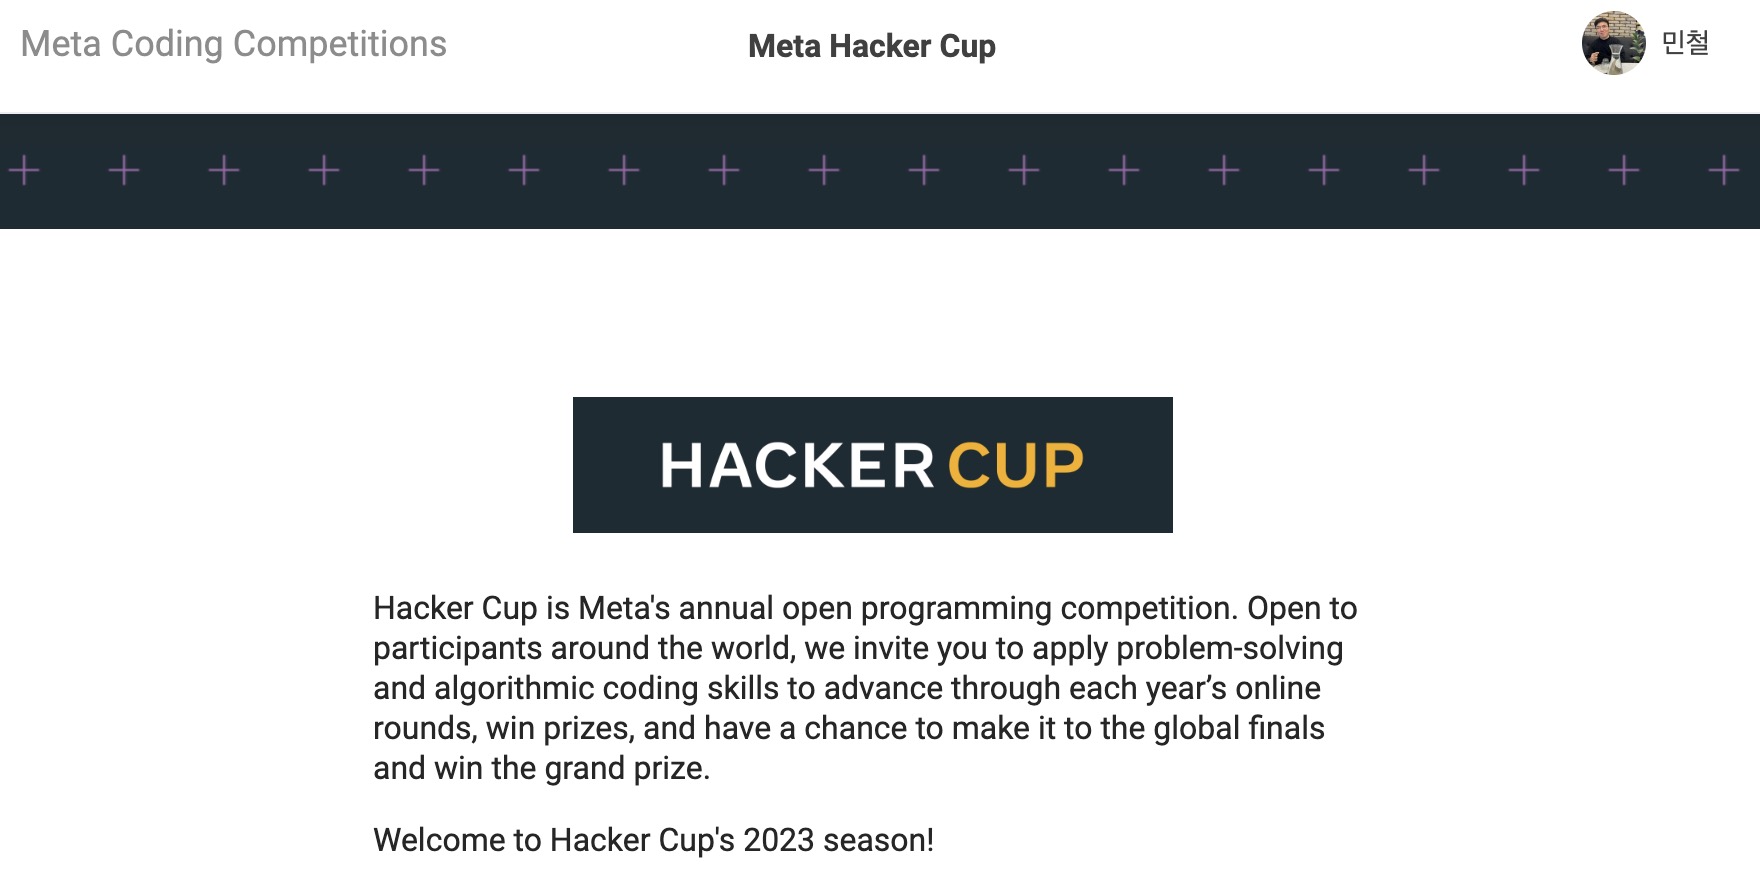 Meta Coding Competitions
Meta Hacker Cup
민철
HACKER CUP
Hacker Cup is Meta's annual open programming competition. Open to
participants around the world, we invite you to apply problem-solving
and algorithmic coding skills to advance through each year’s online
rounds, win prizes, and have a chance to make it to the global finals
and win the grand prize.
Welcome to Hacker Cup's 2023 season!